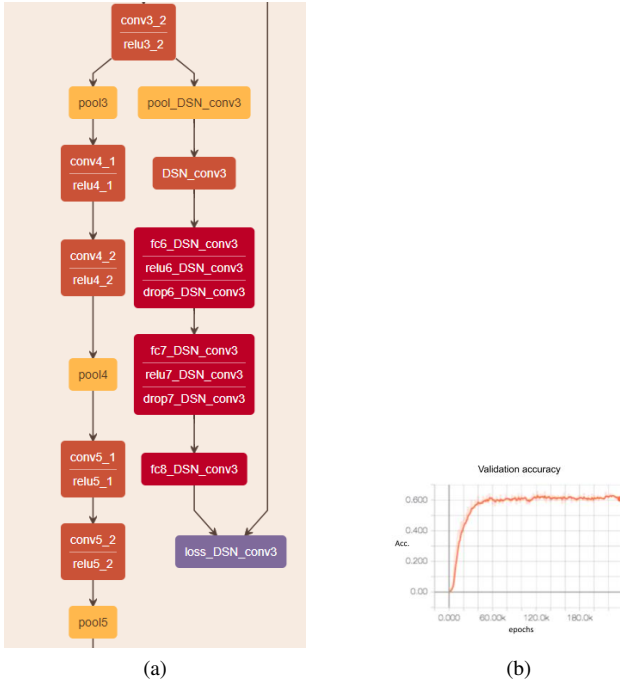 conv3_2
relu3_2
pool3
pool_DSN_conv3
conv4_1
relu4_1
DSN_conv3
conv4_2
relu4_2
fc6_DSN_conv3
relu6_DSN_conv3
drop6_DSN_conv3
pool4
fc7_DSN_conv3
relu7_DSN_conv3
drop7_DSN_conv3
conv5_1
relu5_1
fc8_DSN_conv3
conv5_2
relu5_2
loss_DSN_conv3
pool5
(a)
Validation accuracy
0.600
0.400
Acc.
0.200
0.00
0.000 60.00k 120.0k 180.0k
epochs
(b)